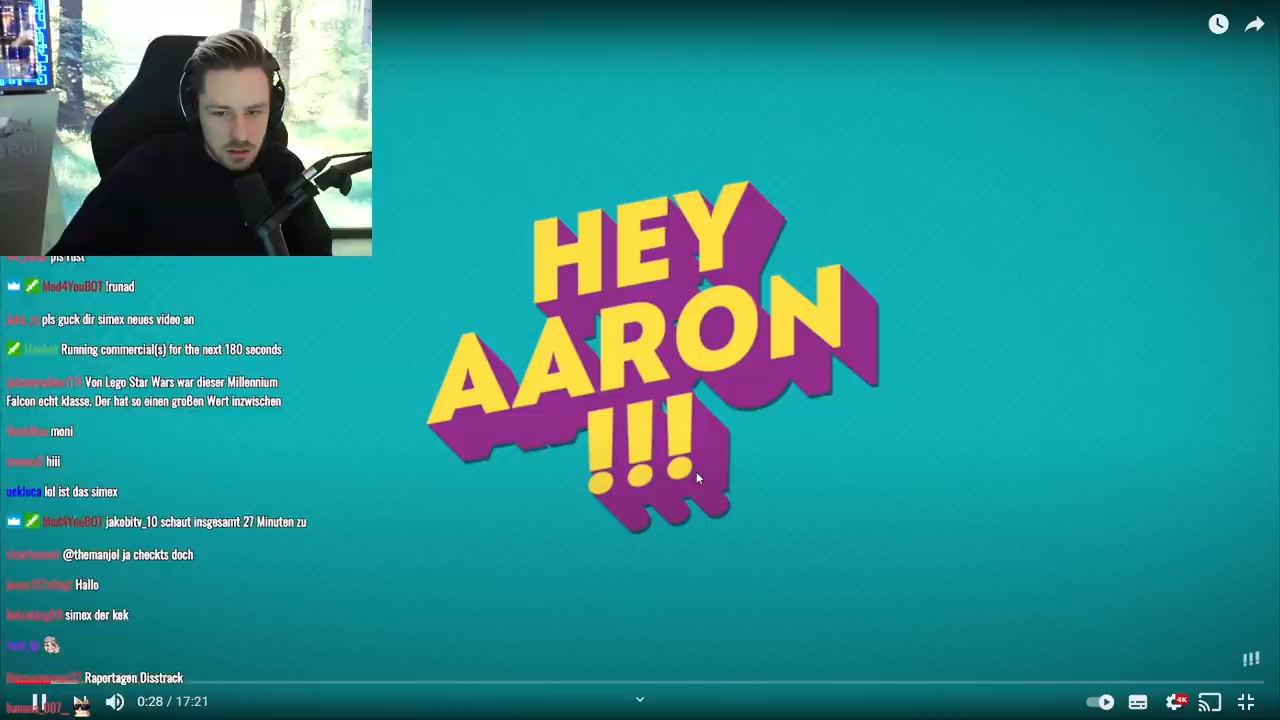 HEY
AARON
!!!
pls rust
Mod4YouBOT !runad
pls guck dir simex neues video an
Running commercial(s) for the next 180 seconds
Von Lego Star Wars war dieser Millennium
Falcon echt klasse. Der hat so einen großen Wert inzwischen
moni
hiii
uekluca lol ist das simex
Mod4YouBOT jakobitv_10 schaut insgesamt 27 Minuten zu
@themanjol ja checkts doch
Hallo
simex der kek
Raportagen Disstrack
!!!
0:28 / 17:21
4K